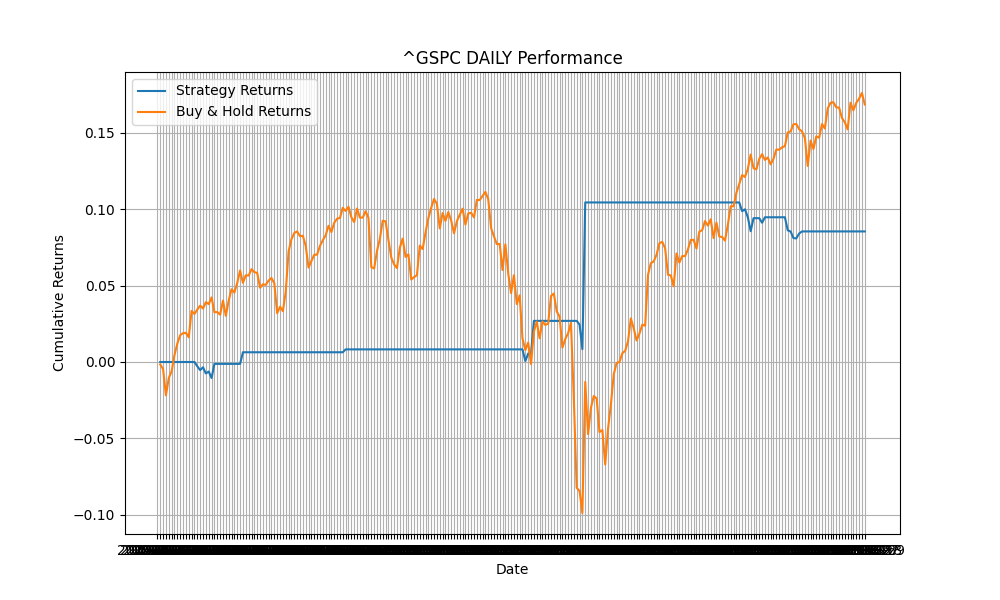 ^GSPC DAILY Performance
Strategy Returns
Buy & Hold Returns
Cumulative Returns
0.15
0.10
0.05
0.00
−0.05
−0.10
Date